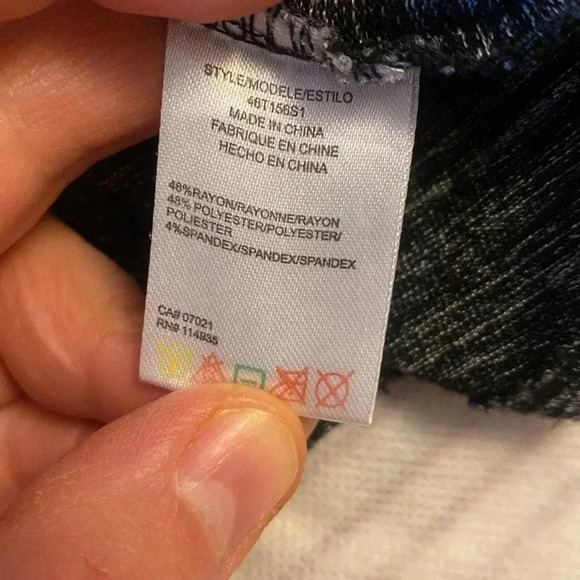 STYLE/MODELE/ESTILO
46T156S1
MADE IN CHINA
FABRIQUE EN CHINE
HECHO EN CHINA
48%RAYON/RAYONNE/RAYON
48% POLYESTER/POLYESTER/
POLIESTER
4%SPANDEX/SPANDEX/SPANDEX
CA# 07021
RN# 114935